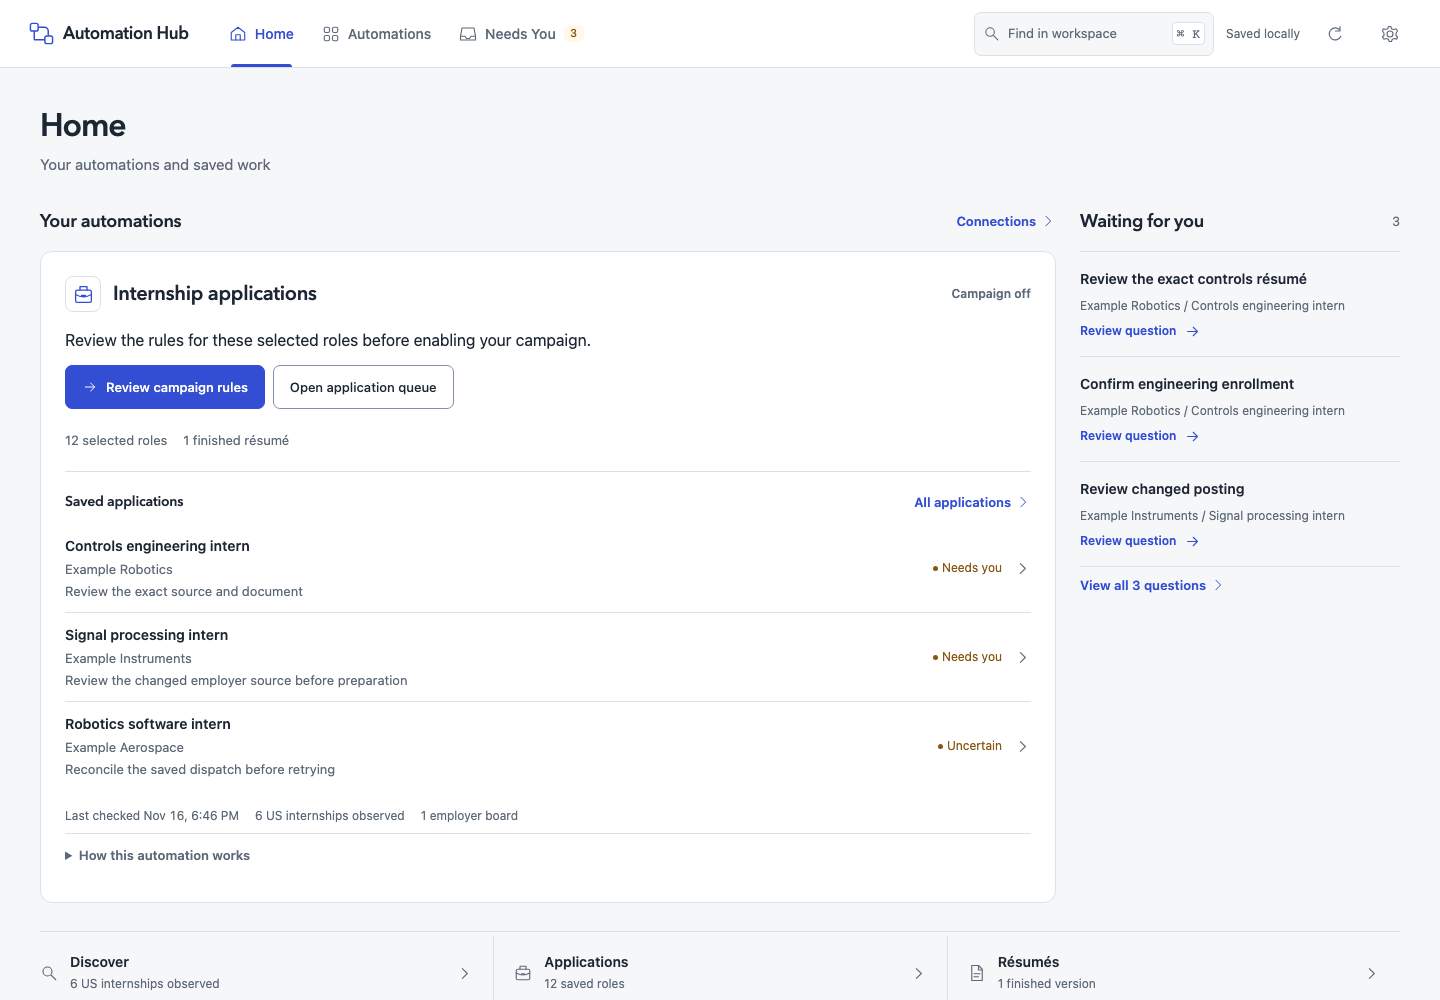 Automation Hub
Home
Automations
Needs You 3
Find in workspace
⌘ K
Saved locally
Home
Your automations and saved work
Your automations
Connections
Internship applications
Campaign off
Review the rules for these selected roles before enabling your campaign.
Review campaign rules
Open application queue
12 selected roles
1 finished résumé
Saved applications
All applications
Controls engineering intern
Example Robotics
Review the exact source and document
Needs you
Signal processing intern
Example Instruments
Review the changed employer source before preparation
Needs you
Robotics software intern
Example Aerospace
Reconcile the saved dispatch before retrying
Uncertain
Last checked Nov 16, 6:46 PM
6 US internships observed
1 employer board
How this automation works
Waiting for you
3
Review the exact controls résumé
Example Robotics / Controls engineering intern
Review question
Confirm engineering enrollment
Example Robotics / Controls engineering intern
Review question
Review changed posting
Example Instruments / Signal processing intern
Review question
View all 3 questions
Discover
6 US internships observed
Applications
12 saved roles
Résumés
1 finished version